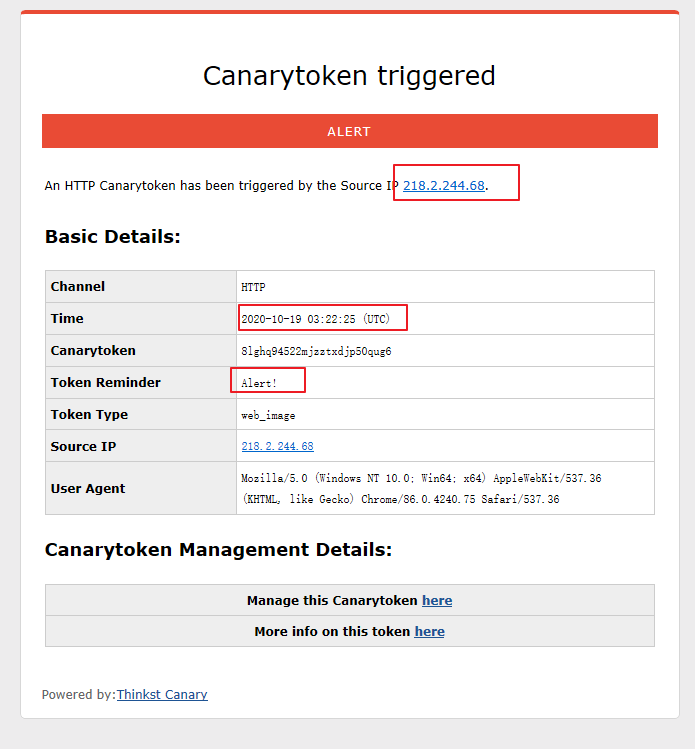 Canarytoken triggered
ALERT
An HTTP Canarytoken has been triggered by the Source IP 218.2.244.68.
Basic Details:
Channel HTTP
Time 2020-10-19 03:22:25 (UTC)
Canarytoken 8lghq94522mjzztxdjp50qug6
Token Reminder Alert!
Token Type web_image
Source IP 218.2.244.68
User Agent Mozilla/5.0 (Windows NT 10.0; Win64; x64) AppleWebKit/537.36
(KHTML, like Gecko) Chrome/86.0.4240.75 Safari/537.36
Canarytoken Management Details:
Manage this Canarytoken here
More info on this token here
Powered by:Thinkst Canary